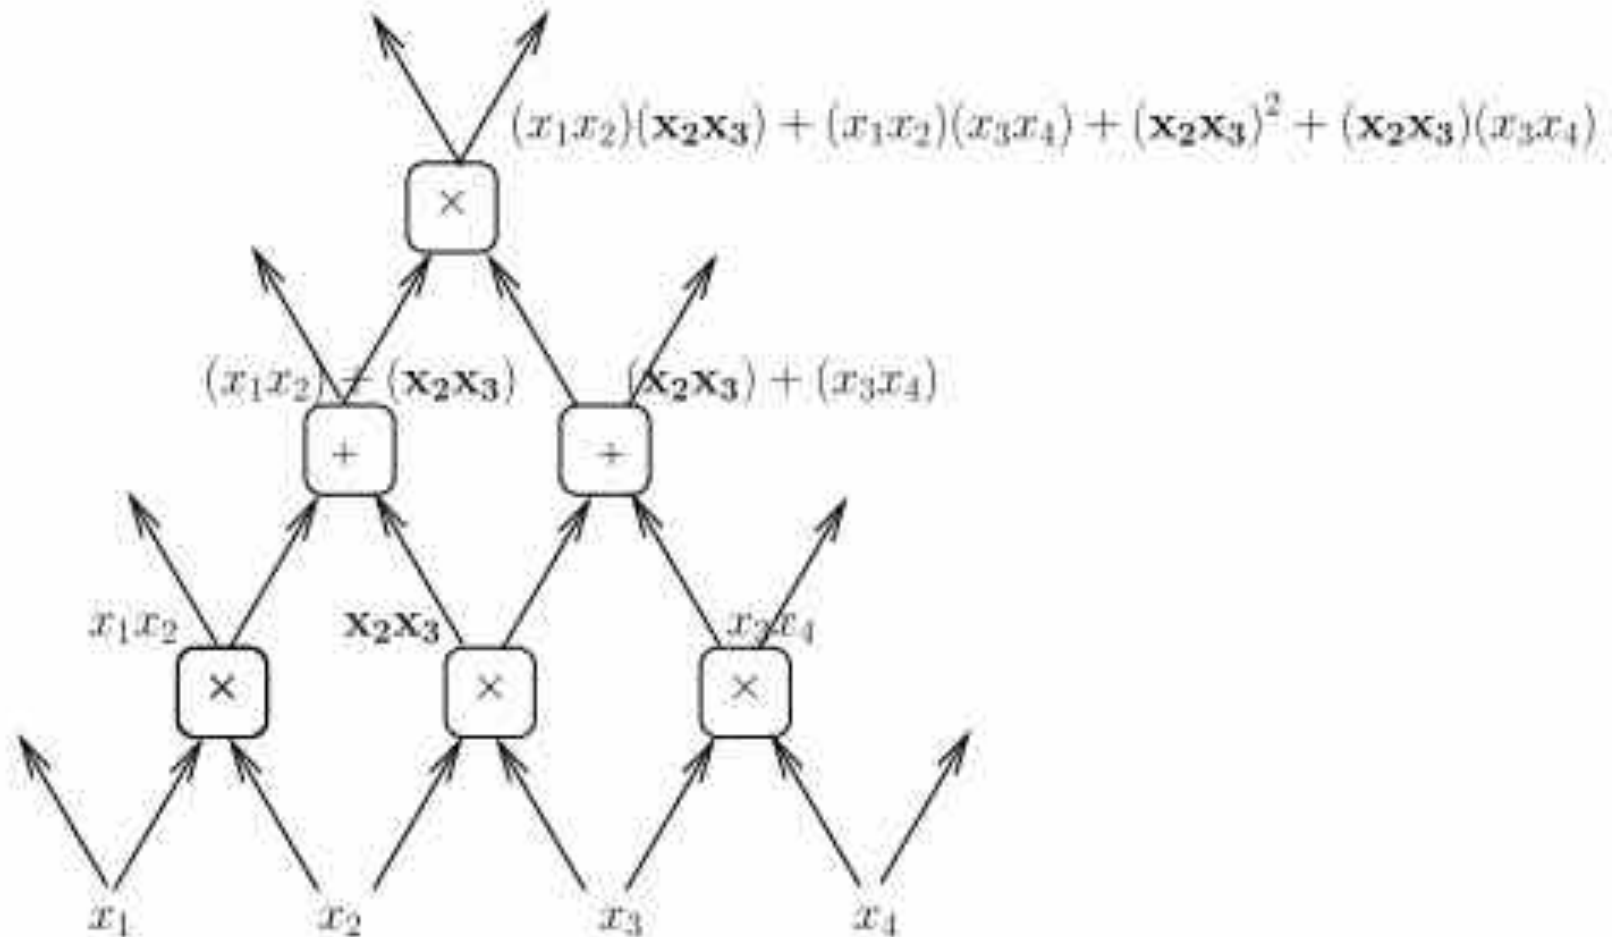 (x₁x₂)(𝐱₂𝐱₃) + (x₁x₂)(x₃x₄) + (𝐱₂𝐱₃)² + (𝐱₂𝐱₃)(x₃x₄)
×
(x₁x₂) + (𝐱₂𝐱₃) (𝐱₂𝐱₃) + (x₃x₄)
+ +
x₁x₂ 𝐱₂𝐱₃ x₃x₄
× × ×
x₁ x₂ x₃ x₄